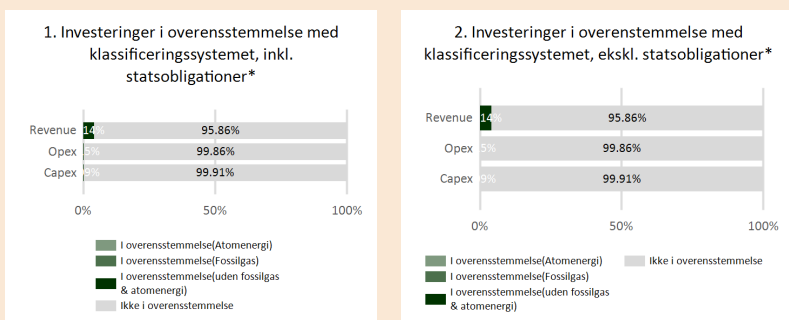 1. Investeringer i overensstemmelse med
klassificeringssystemet, inkl.
statsobligationer*
Revenue 14% 95.86%
Opex 5% 99.86%
Capex 9% 99.91%
0% 50% 100%
I overensstemmelse(Atomenergi)
I overensstemmelse(Fossilgas)
I overensstemmelse(uden fossilgas
& atomenergi)
Ikke i overensstemmelse
2. Investeringer i overenstemmelse med
klassificeringssystemet, ekskl. statsobligationer*
Revenue 14% 95.86%
Opex 5% 99.86%
Capex 9% 99.91%
0% 50% 100%
I overensstemmelse(Atomenergi) Ikke i overensstemmelse
I overensstemmelse(Fossilgas)
I overensstemmelse(uden fossilgas
& atomenergi)